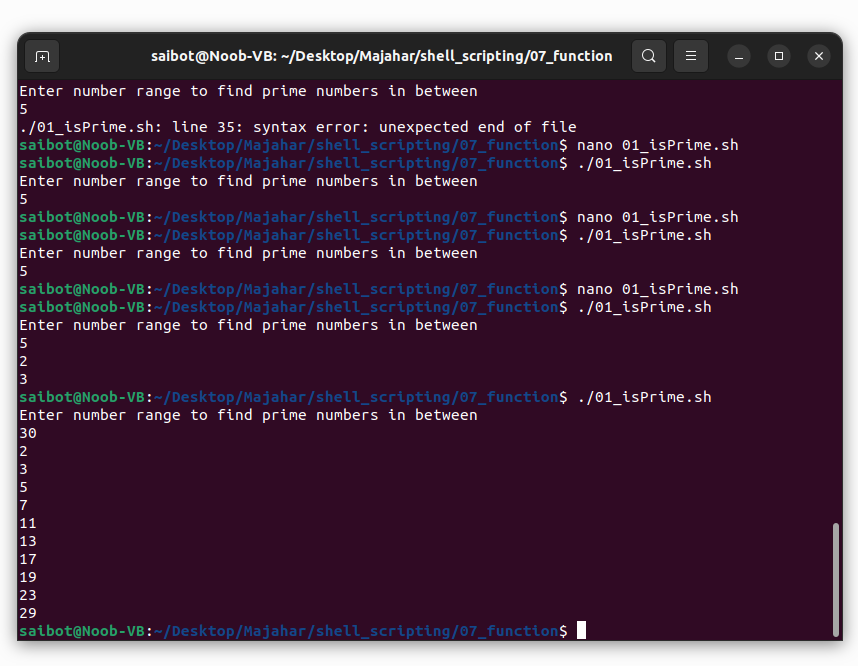 saibot@Noob-VB: ~/Desktop/Majahar/shell_scripting/07_function
Enter number range to find prime numbers in between
5
./01_isPrime.sh: line 35: syntax error: unexpected end of file
saibot@Noob-VB:~/Desktop/Majahar/shell_scripting/07_function$ nano 01_isPrime.sh
saibot@Noob-VB:~/Desktop/Majahar/shell_scripting/07_function$ ./01_isPrime.sh
Enter number range to find prime numbers in between
5
saibot@Noob-VB:~/Desktop/Majahar/shell_scripting/07_function$ nano 01_isPrime.sh
saibot@Noob-VB:~/Desktop/Majahar/shell_scripting/07_function$ ./01_isPrime.sh
Enter number range to find prime numbers in between
5
saibot@Noob-VB:~/Desktop/Majahar/shell_scripting/07_function$ nano 01_isPrime.sh
saibot@Noob-VB:~/Desktop/Majahar/shell_scripting/07_function$ ./01_isPrime.sh
Enter number range to find prime numbers in between
5
2
3
saibot@Noob-VB:~/Desktop/Majahar/shell_scripting/07_function$ ./01_isPrime.sh
Enter number range to find prime numbers in between
30
2
3
5
7
11
13
17
19
23
29
saibot@Noob-VB:~/Desktop/Majahar/shell_scripting/07_function$